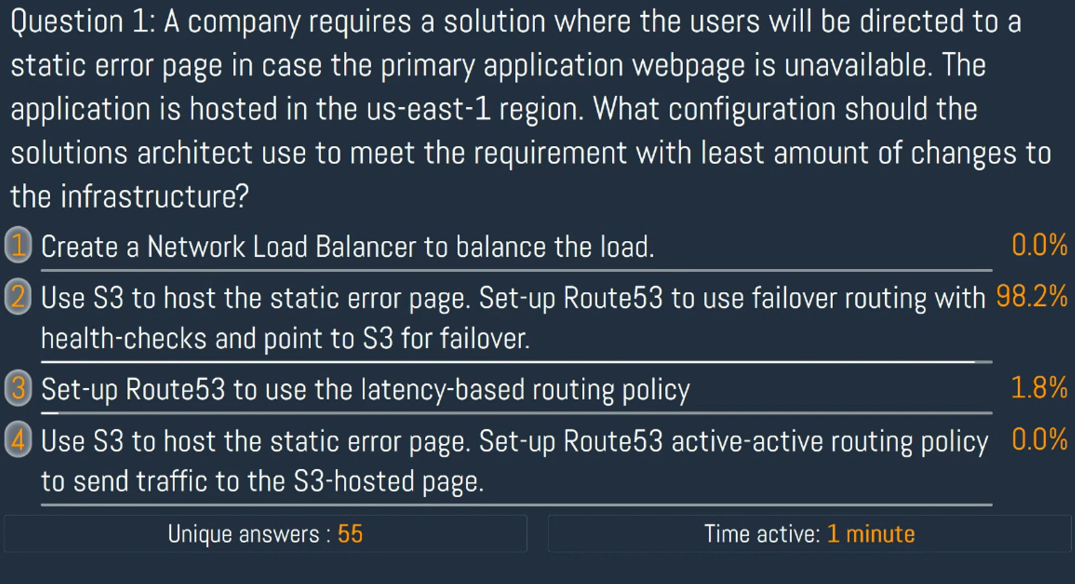 Question 1: A company requires a solution where the users will be directed to a
static error page in case the primary application webpage is unavailable. The
application is hosted in the us-east-1 region. What configuration should the
solutions architect use to meet the requirement with least amount of changes to
the infrastructure?
1 Create a Network Load Balancer to balance the load. 0.0%
2 Use S3 to host the static error page. Set-up Route53 to use failover routing with 98.2%
health-checks and point to S3 for failover.
3 Set-up Route53 to use the latency-based routing policy 1.8%
4 Use S3 to host the static error page. Set-up Route53 active-active routing policy 0.0%
to send traffic to the S3-hosted page.
Unique answers : 55 Time active: 1 minute